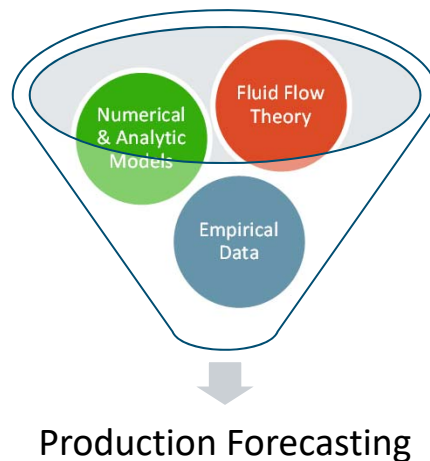 Fluid Flow
Theory
Numerical
& Analytic
Models
Empirical
Data
Production Forecasting